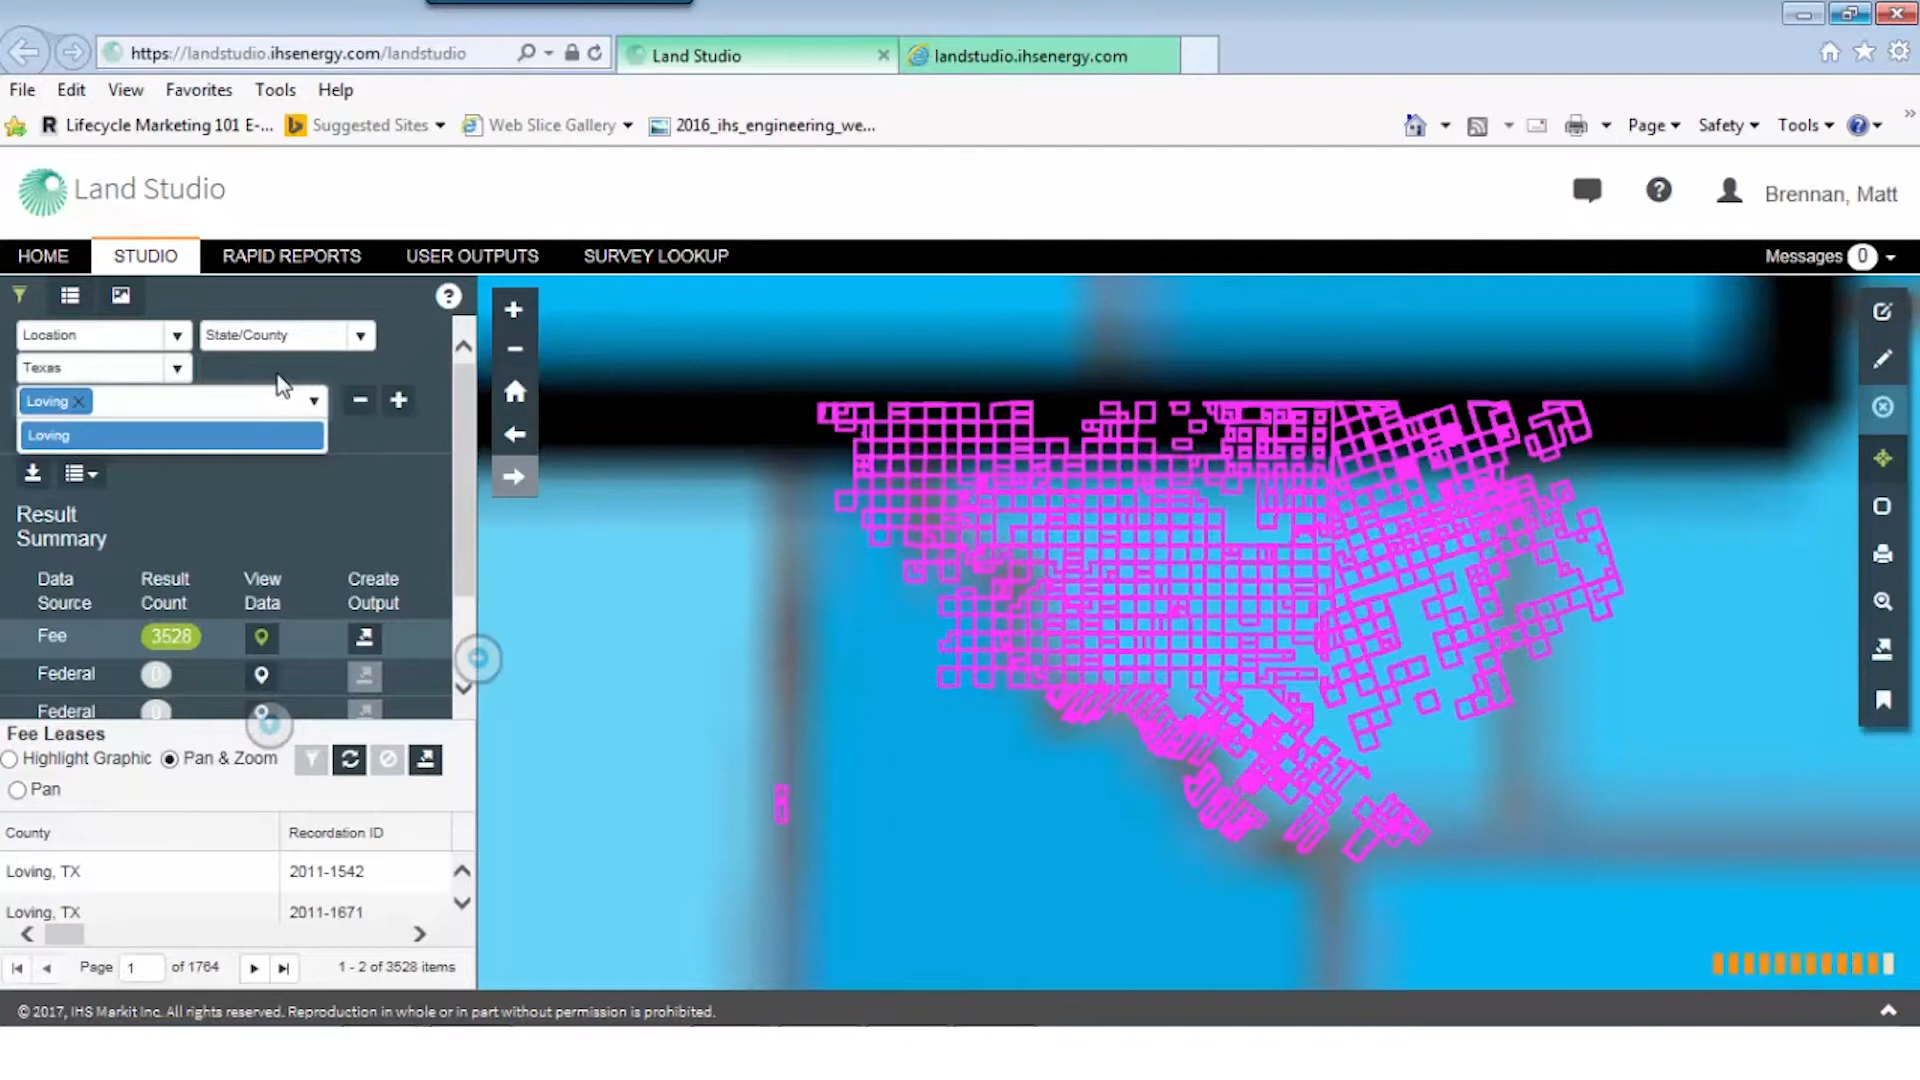 https://landstudio.ihsenergy.com/landstudio
Land Studio
landstudio.ihsenergy.com
File Edit View Favorites Tools Help
R Lifecycle Marketing 101 E-... Suggested Sites Web Slice Gallery 2016_ihs_engineering_we... Page Safety Tools
Land Studio
Brennan, Matt
HOME STUDIO RAPID REPORTS USER OUTPUTS SURVEY LOOKUP Messages 0
Location State/County
Texas
Loving
Loving
Result
Summary
Data Result View Create
Source Count Data Output
Fee 3528
Federal 0
Federal 0
Fee Leases
Highlight Graphic Pan & Zoom
Pan
County Recordation ID
Loving, TX 2011-1542
Loving, TX 2011-1671
Page 1 of 1764 1 - 2 of 3528 items
© 2017, IHS Markit Inc. All rights reserved. Reproduction in whole or in part without permission is prohibited.